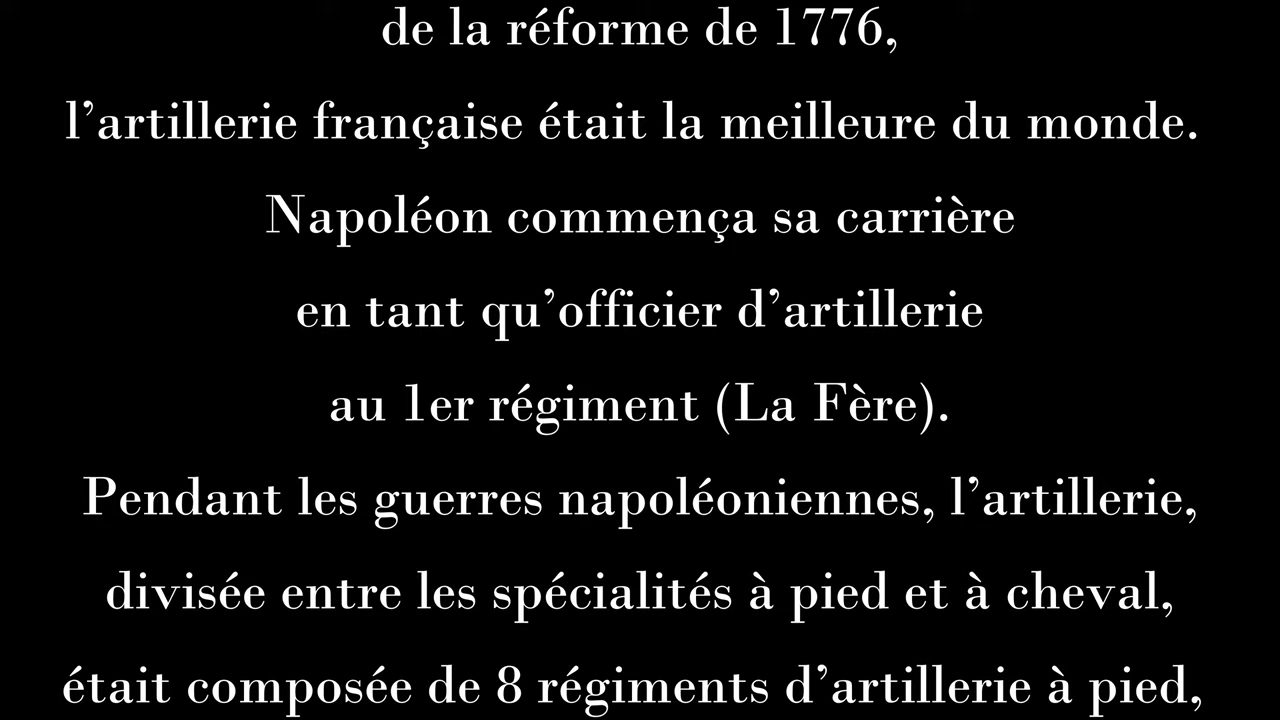 de la réforme de 1776,
l’artillerie française était la meilleure du monde.
Napoléon commença sa carrière
en tant qu’officier d’artillerie
au 1er régiment (La Fère).
Pendant les guerres napoléoniennes, l’artillerie,
divisée entre les spécialités à pied et à cheval,
était composée de 8 régiments d’artillerie à pied,